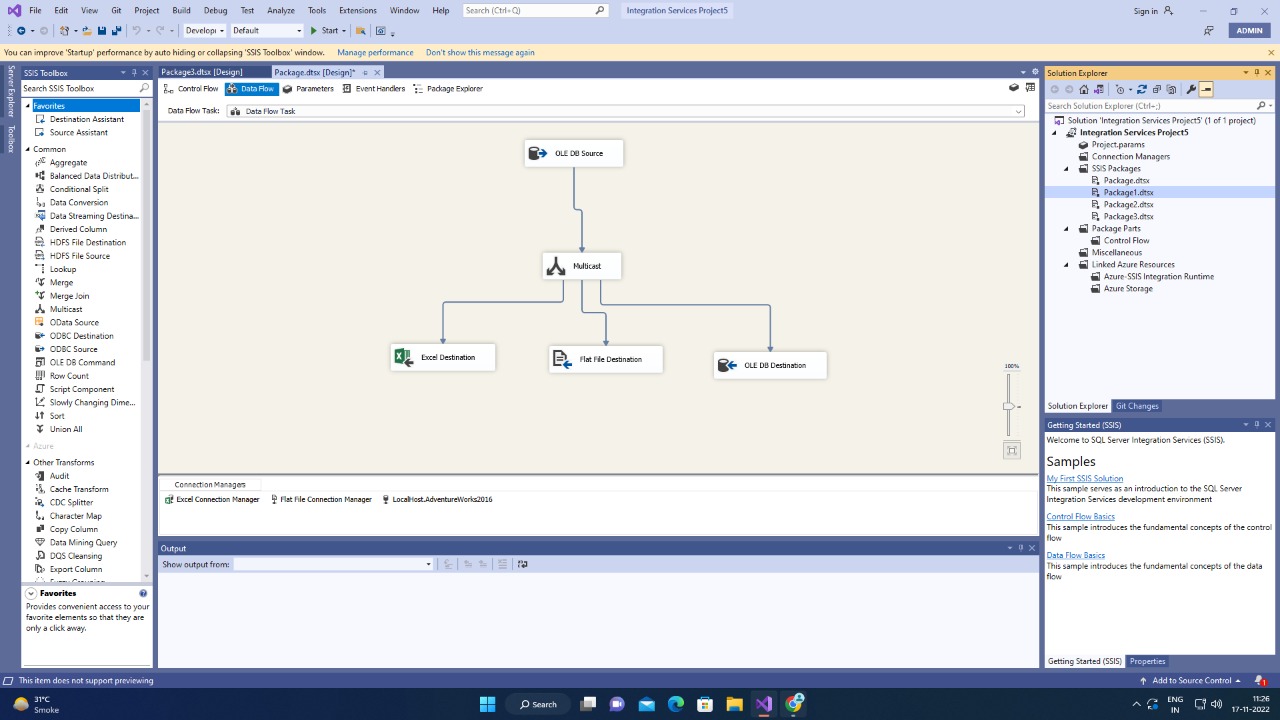 File Edit View Git Project Build Debug Test Analyze Tools Extensions Window Help Search (Ctrl+Q) Integration Services Project5 Sign in
Developi Default Start ADMIN
You can improve 'Startup' performance by auto hiding or collapsing 'SSIS Toolbox' window. Manage performance Don't show this message again
Server Explorer
Toolbox
SSIS Toolbox
Search SSIS Toolbox
Favorites
Destination Assistant
Source Assistant
Common
Aggregate
Balanced Data Distribut...
Conditional Split
Data Conversion
Data Streaming Destina...
Derived Column
HDFS File Destination
HDFS File Source
Lookup
Merge
Merge Join
Multicast
OData Source
ODBC Destination
ODBC Source
OLE DB Command
Row Count
Script Component
Slowly Changing Dime...
Sort
Union All
Azure
Other Transforms
Audit
Cache Transform
CDC Splitter
Character Map
Copy Column
Data Mining Query
DQS Cleansing
Export Column
Favorites
Provides convenient access to your
favorite elements so that they are
only a click away.
Package3.dtsx [Design] Package.dtsx [Design]*
Control Flow Data Flow Parameters Event Handlers Package Explorer
Data Flow Task: Data Flow Task
OLE DB Source
Multicast
Excel Destination
Flat File Destination
OLE DB Destination
100%
Connection Managers
Excel Connection Manager Flat File Connection Manager LocalHost.AdventureWorks2016
Output
Show output from:
Solution Explorer
Search Solution Explorer (Ctrl+;)
Solution 'Integration Services Project5' (1 of 1 project)
Integration Services Project5
Project.params
Connection Managers
SSIS Packages
Package.dtsx
Package1.dtsx
Package2.dtsx
Package3.dtsx
Package Parts
Control Flow
Miscellaneous
Linked Azure Resources
Azure-SSIS Integration Runtime
Azure Storage
Solution Explorer Git Changes
Getting Started (SSIS)
Welcome to SQL Server Integration Services (SSIS).
Samples
My First SSIS Solution
This sample serves as an introduction to the SQL Server
Integration Services development environment
Control Flow Basics
This sample introduces the fundamental concepts of the control
flow
Data Flow Basics
This sample introduces the fundamental concepts of the data
flow
Getting Started (SSIS) Properties
This item does not support previewing Add to Source Control 1
31°C
Smoke
Search
ENG
IN
11:26
17-11-2022